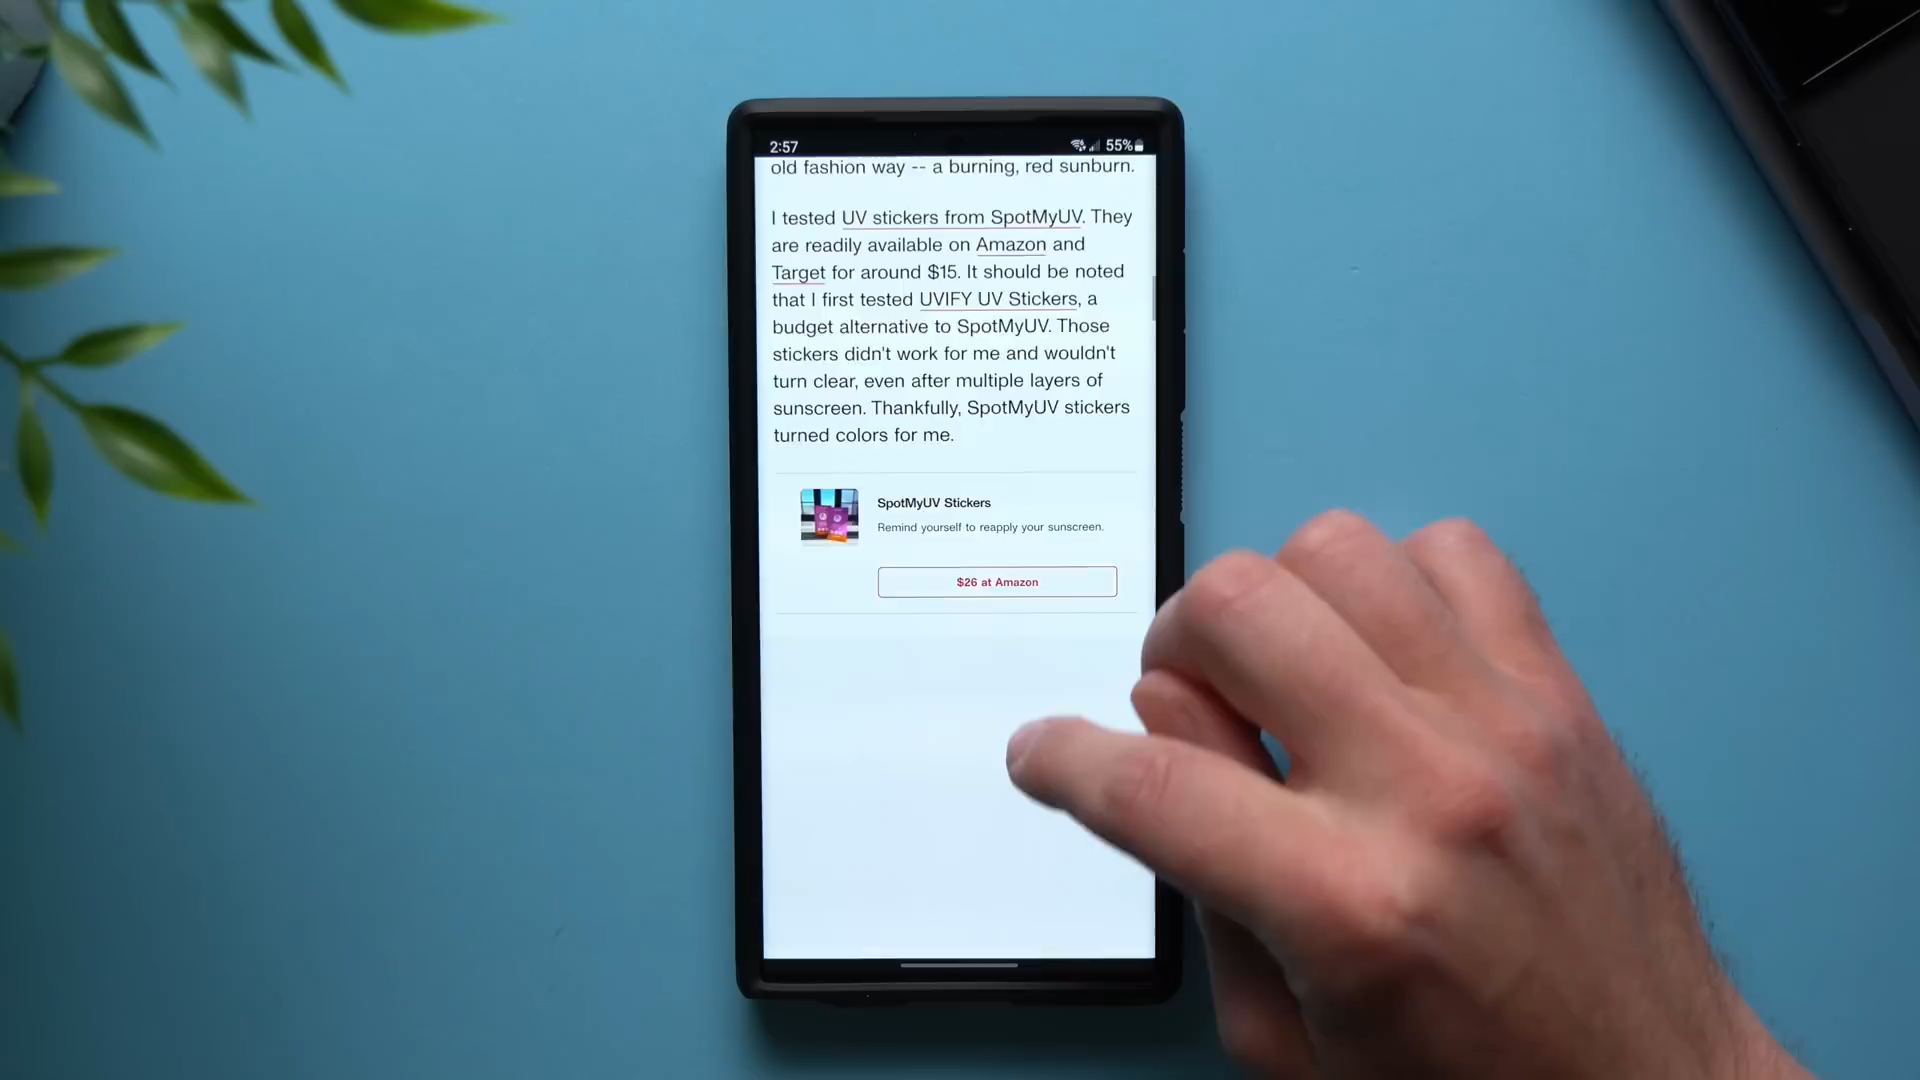 2:57
55%
old fashion way -- a burning, red sunburn.
I tested UV stickers from SpotMyUV. They
are readily available on Amazon and
Target for around $15. It should be noted
that I first tested UVIFY UV Stickers, a
budget alternative to SpotMyUV. Those
stickers didn't work for me and wouldn't
turn clear, even after multiple layers of
sunscreen. Thankfully, SpotMyUV stickers
turned colors for me.
SpotMyUV Stickers
Remind yourself to reapply your sunscreen.
$26 at Amazon